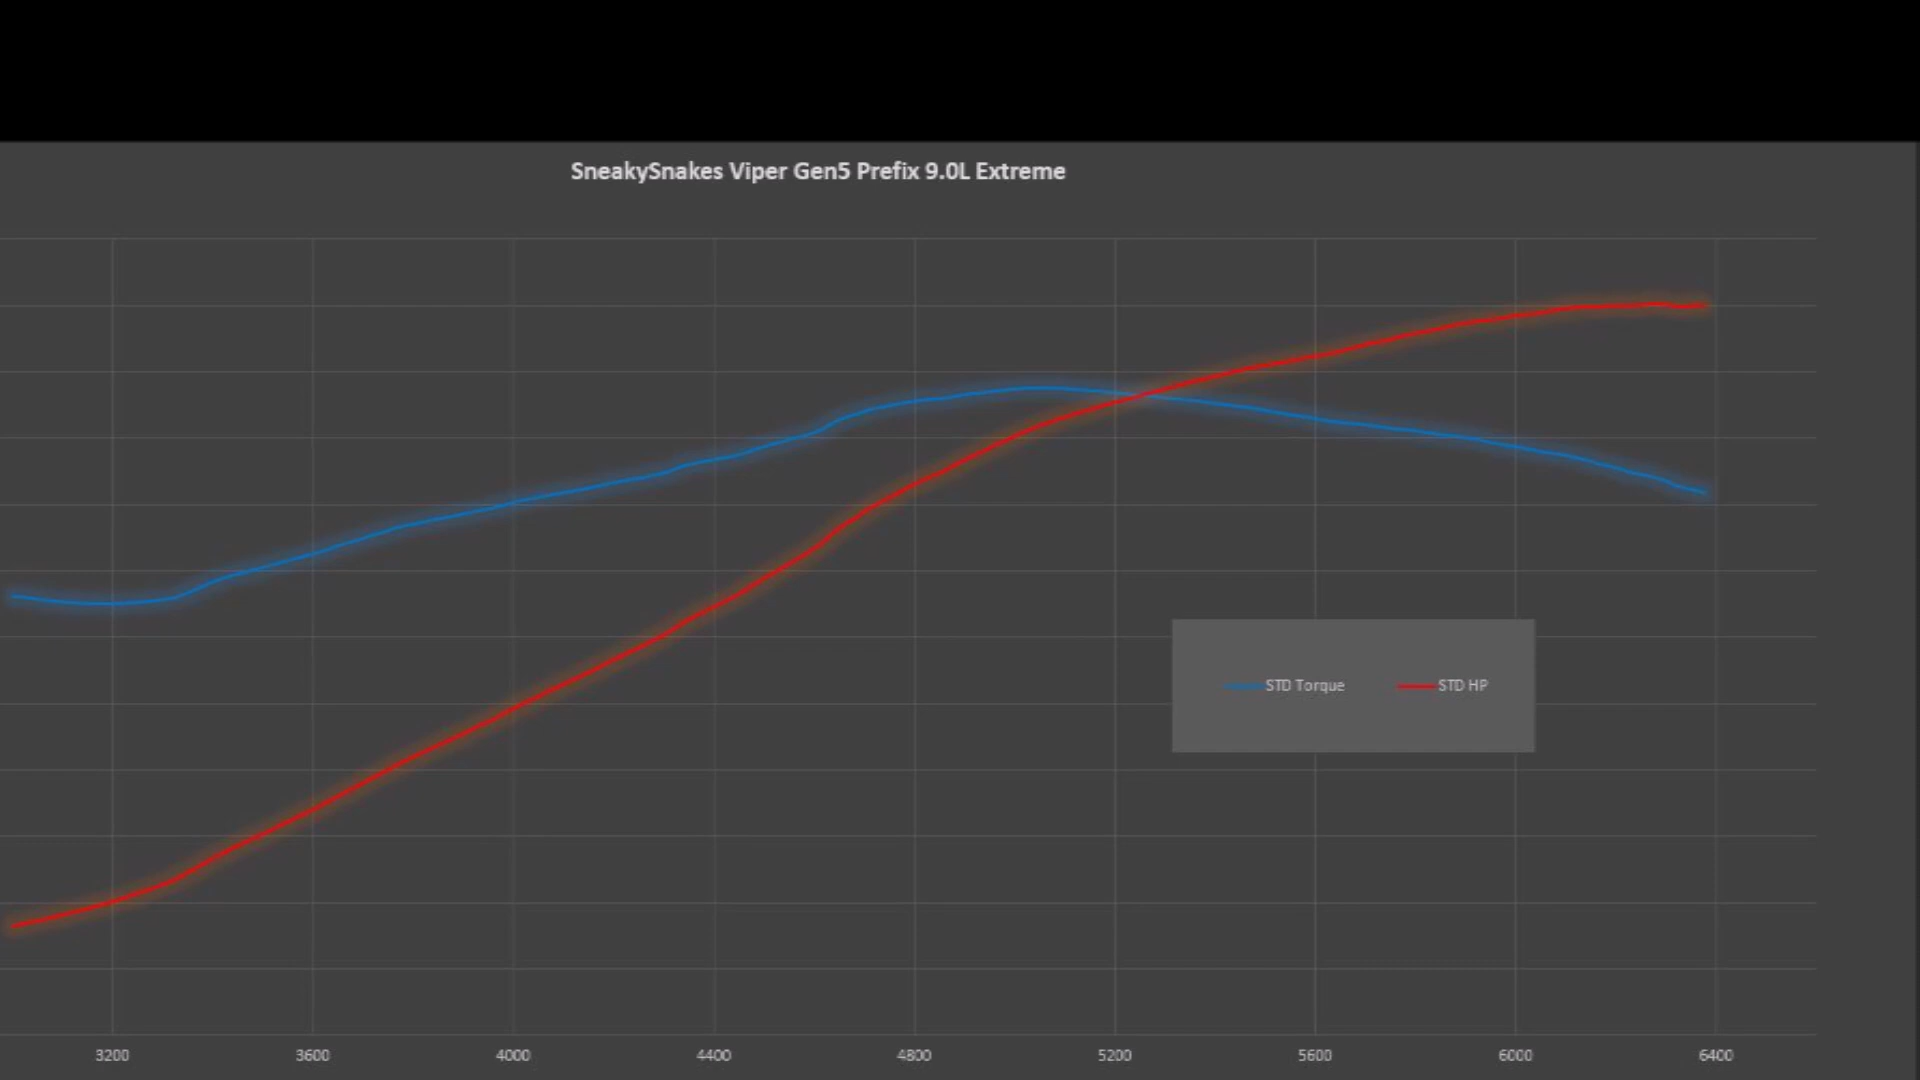 SneakySnakes Viper Gen5 Prefix 9.0L Extreme
STD Torque STD HP
3200 3600 4000 4400 4800 5200 5600 6000 6400